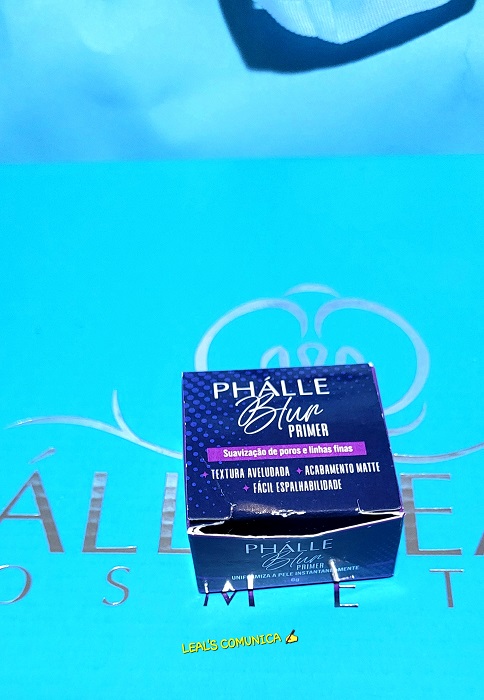 PHÁLLE
Blur
PRIMER
Suavização de poros e linhas finas
TEXTURA AVELUDADA ✦ ACABAMENTO MATTE
✦ FÁCIL ESPALHABILIDADE
PHÁLLE
Blur
PRIMER
UNIFORMIZA A PELE INSTANTANEAMENTE
LEAL'S COMUNICA ✍